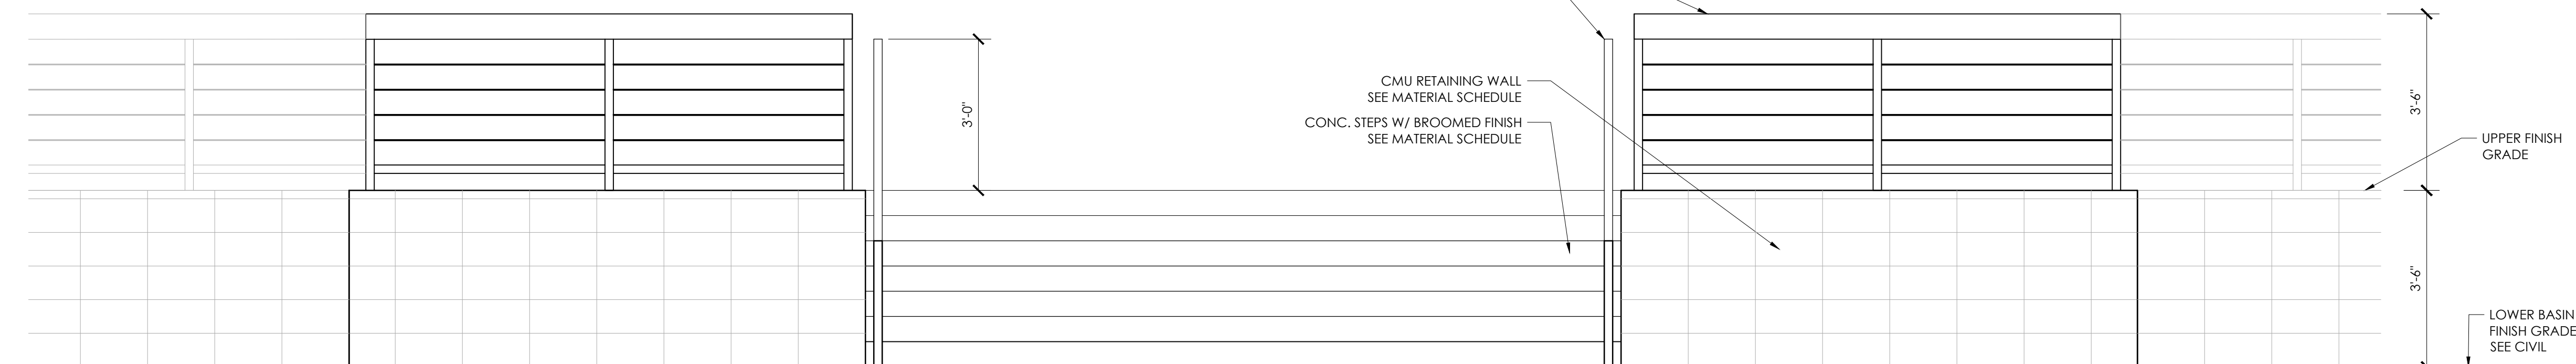 3'-0"
CMU RETAINING WALL
SEE MATERIAL SCHEDULE
CONC. STEPS W/ BROOMED FINISH
SEE MATERIAL SCHEDULE
3'-6"
UPPER FINISH
GRADE
3'-6"
LOWER BASIN
FINISH GRADE
SEE CIVIL